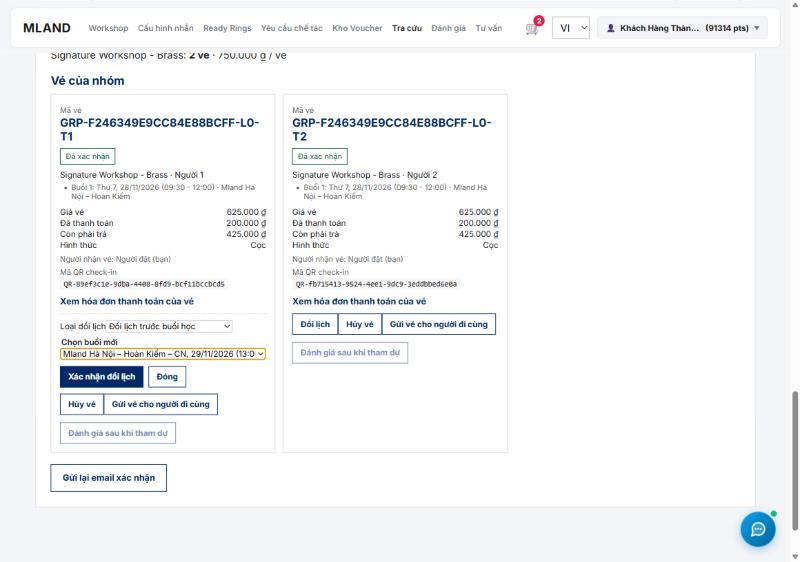 MLAND
Workshop
Cấu hình nhẫn
Ready Rings
Yêu cầu chế tác
Kho Voucher
Tra cứu
Đánh giá
Tư vấn
2
VI
Khách Hàng Thàn... (91314 pts)
Signature Workshop - Brass: 2 vé · 750.000 ₫ / vé
Vé của nhóm
Mã vé
GRP-F246349E9CC84E88BCFF-L0-
T1
Đã xác nhận
Signature Workshop - Brass · Người 1
• Buổi 1: Thứ 7, 28/11/2026 (09:30 - 12:00) · Mland Hà
Nội – Hoàn Kiếm
Giá vé 625.000 ₫
Đã thanh toán 200.000 ₫
Còn phải trả 425.000 ₫
Hình thức Cọc
Người nhận vé: Người đặt (bạn)
Mã QR check-in
QR-89ef3c1e-9dba-4408-8fd9-bcf11bccbcd5
Xem hóa đơn thanh toán của vé
Loại đổi lịch Đổi lịch trước buổi học
Chọn buổi mới
Mland Hà Nội – Hoàn Kiếm – CN, 29/11/2026 (13:0
Xác nhận đổi lịch
Đóng
Hủy vé
Gửi vé cho người đi cùng
Đánh giá sau khi tham dự
Mã vé
GRP-F246349E9CC84E88BCFF-L0-
T2
Đã xác nhận
Signature Workshop - Brass · Người 2
• Buổi 1: Thứ 7, 28/11/2026 (09:30 - 12:00) · Mland Hà
Nội – Hoàn Kiếm
Giá vé 625.000 ₫
Đã thanh toán 200.000 ₫
Còn phải trả 425.000 ₫
Hình thức Cọc
Người nhận vé: Người đặt (bạn)
Mã QR check-in
QR-fb715413-9524-4ee1-9dc9-3eddbbed6e0a
Xem hóa đơn thanh toán của vé
Đổi lịch
Hủy vé
Gửi vé cho người đi cùng
Đánh giá sau khi tham dự
Gửi lại email xác nhận